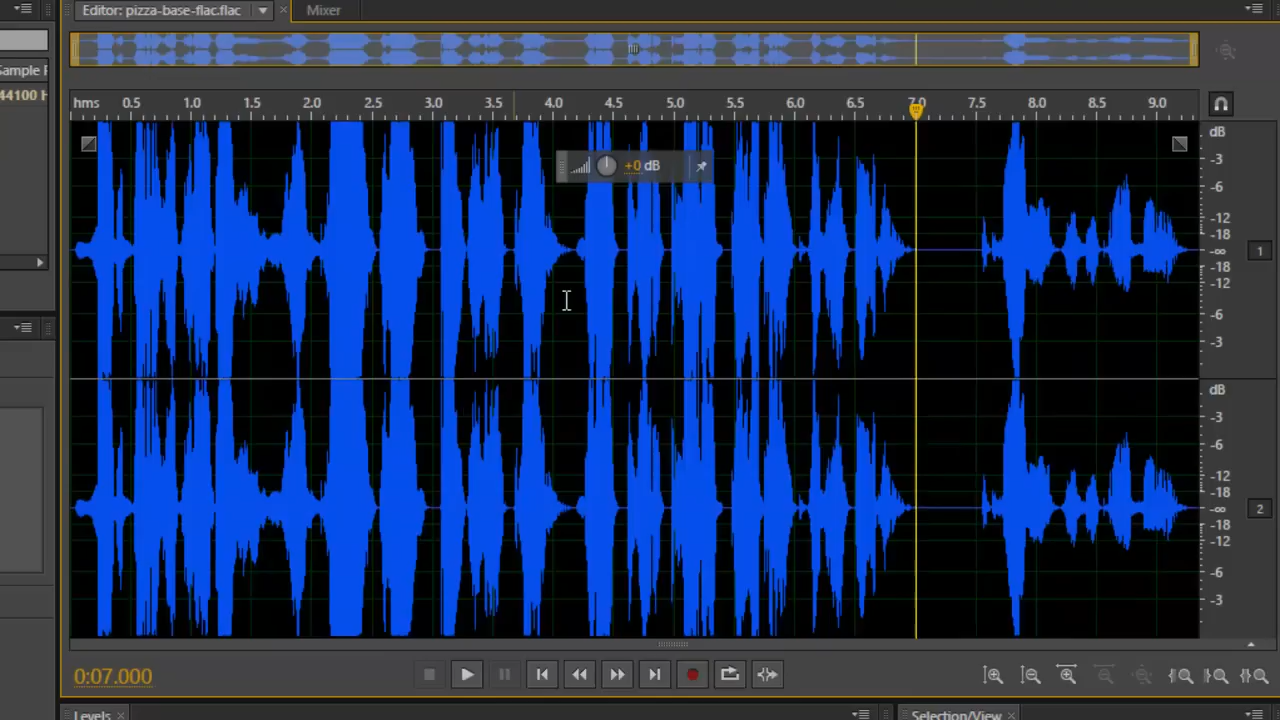 Editor: pizza-base-flac.flac
Mixer
Sample
44100
hms 0.5 1.0 1.5 2.0 2.5 3.0 3.5 4.0 4.5 5.0 5.5 6.0 6.5 7.0 7.5 8.0 8.5 9.0
+0 dB
dB
-3
-6
-12
-18
-∞
-18
-12
-6
-3
1
dB
-3
-6
-12
-18
-∞
-18
-12
-6
-3
2
0:07.000
Levels
Selection/View